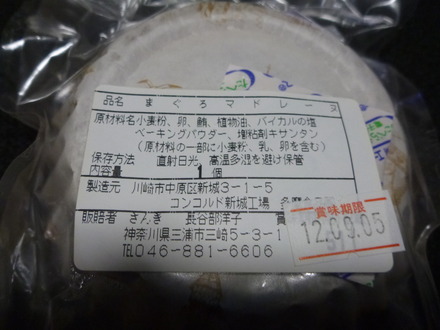 品名 まぐろマドレーヌ
原材料名小麦粉、卵、鮪、植物油、バイカルの塩
ベーキングパウダー、増粘剤キサンタン
(原材料の一部に小麦粉、乳、卵を含む)
保存方法 直射日光、高温多湿を避け保管
内容量 1個
製造元 川崎市中原区新城3-1-5
コンコルド新城工場
販売者 さんき 長谷部洋子
神奈川県三浦市三崎5-3-1
TEL046-881-6606
賞味期限
12.09.05